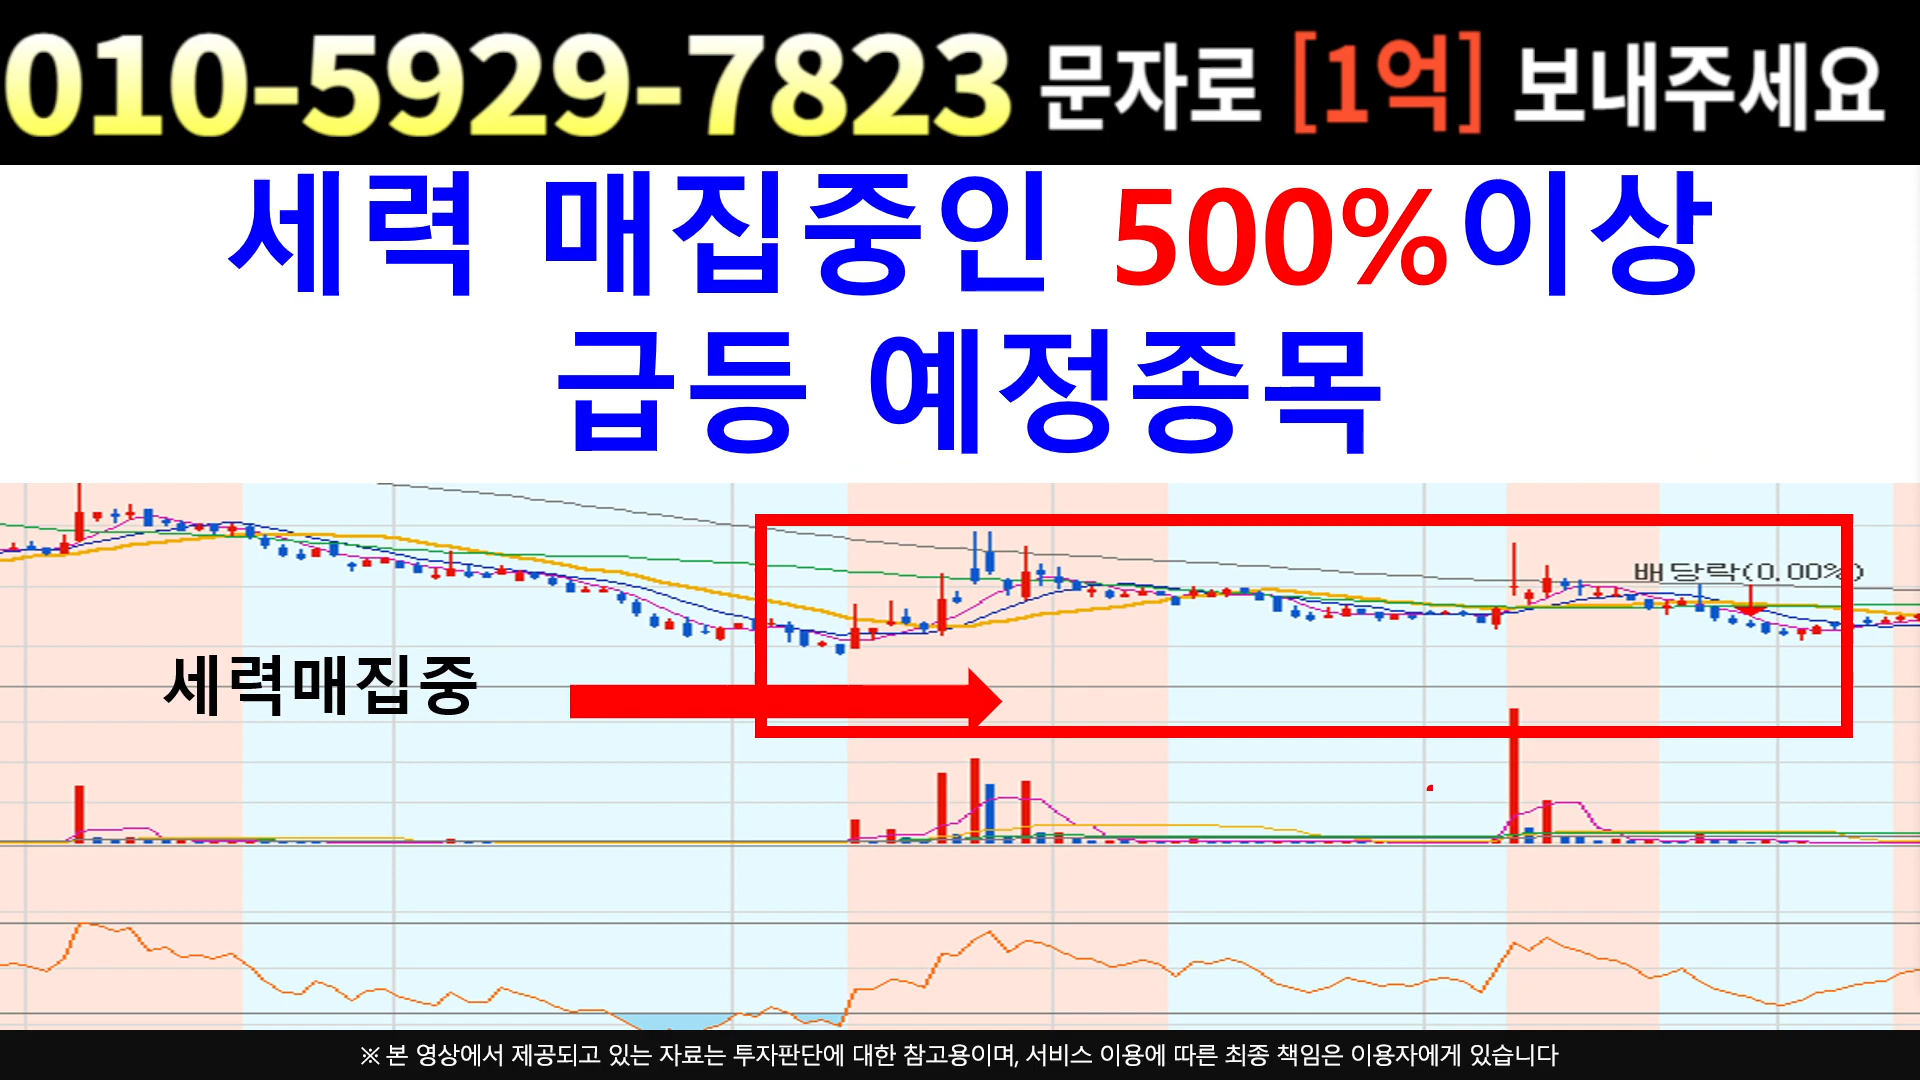 010-5929-7823 문자로 [1억] 보내주세요
세력 매집중인 500%이상
급등 예정종목
배당락(0.00%)
세력매집중
※ 본 영상에서 제공되고 있는 자료는 투자판단에 대한 참고용이며, 서비스 이용에 따른 최종 책임은 이용자에게 있습니다